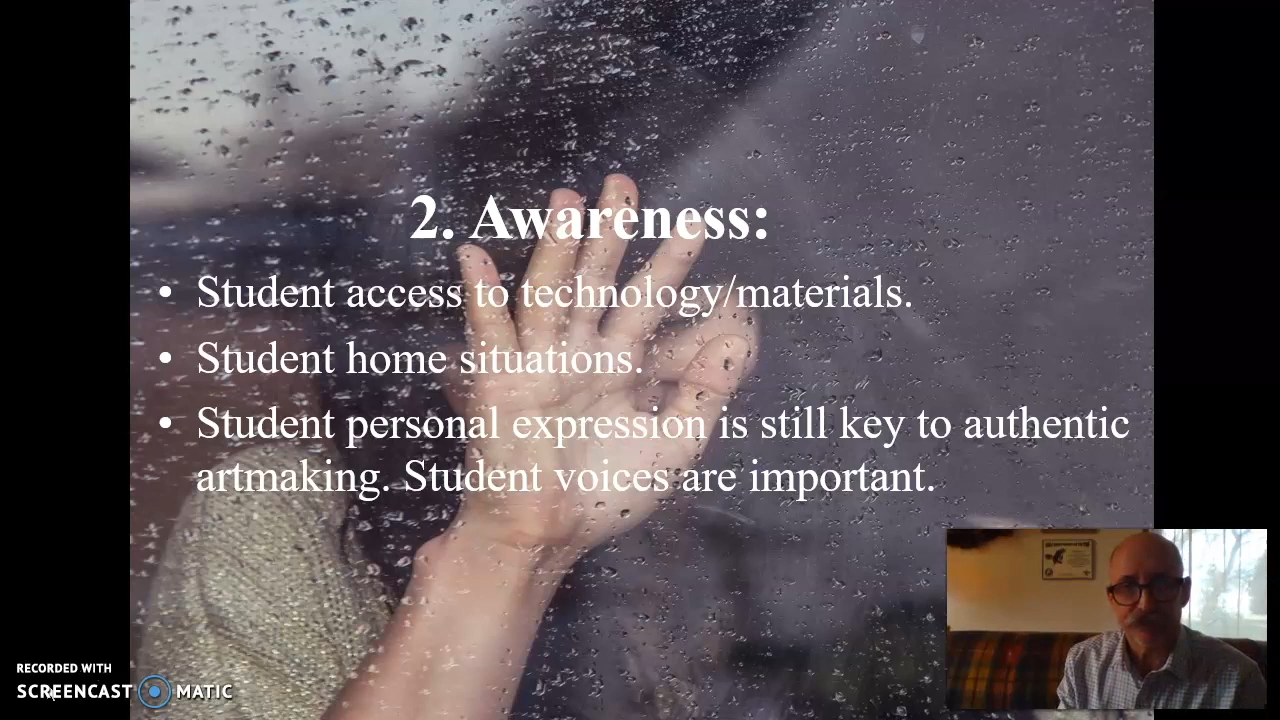 2. Awareness:
• Student access to technology/materials.
• Student home situations.
• Student personal expression is still key to authentic
artmaking. Student voices are important.
RECORDED WITH
SCREENCAST MATIC